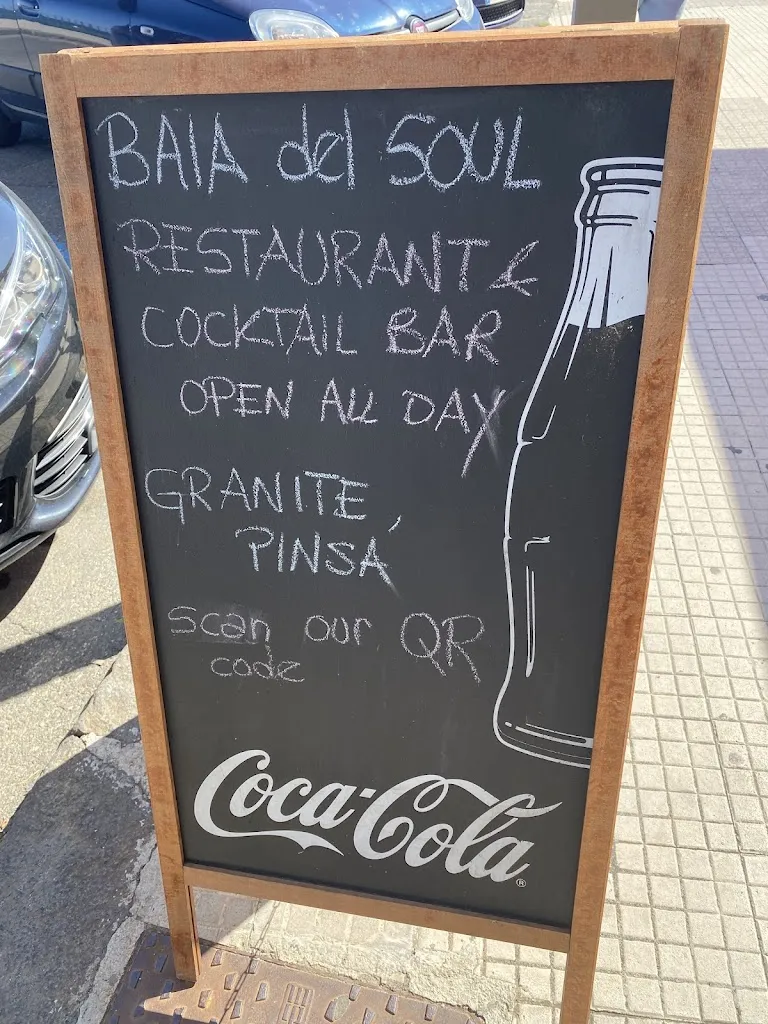 BAIA del SOUL
RESTAURANT &
COCKTAIL BAR
OPEN ALL DAY
GRANITE,
PINSA
Scan our QR
code
Coca-Cola®